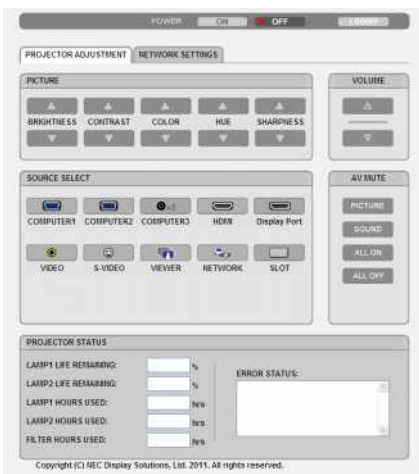 POWER ON OFF LOGOFF
PROJECTOR ADJUSTMENT NETWORK SETTINGS
PICTURE
BRIGHTNESS CONTRAST COLOR HUE SHARPNESS
VOLUME
SOURCE SELECT
COMPUTER1 COMPUTER2 COMPUTER3 HDMI Display Port
VIDEO S-VIDEO VIEWER NETWORK SLOT
AV MUTE
PICTURE
SOUND
ALL ON
ALL OFF
PROJECTOR STATUS
LAMP1 LIFE REMAINING: %
LAMP2 LIFE REMAINING: %
LAMP1 HOURS USED: hrs
LAMP2 HOURS USED: hrs
FILTER HOURS USED: hrs
ERROR STATUS:
Copyright (C) NEC Display Solutions, Ltd. 2011. All rights reserved.